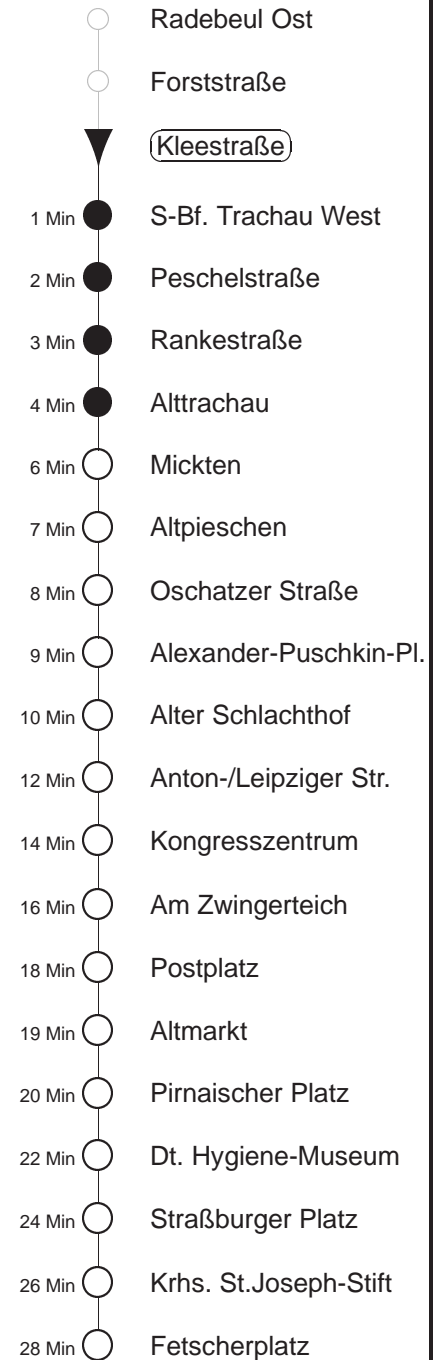 Radebeul Ost
Forststraße
Kleestraße
1 Min S-Bf. Trachau West
2 Min Peschelstraße
3 Min Rankestraße
4 Min Alttrachau
6 Min Mickten
7 Min Altpieschen
8 Min Oschatzer Straße
9 Min Alexander-Puschkin-Pl.
10 Min Alter Schlachthof
12 Min Anton-/Leipziger Str.
14 Min Kongresszentrum
16 Min Am Zwingerteich
18 Min Postplatz
19 Min Altmarkt
20 Min Pirnaischer Platz
22 Min Dt. Hygiene-Museum
24 Min Straßburger Platz
26 Min Krhs. St.Joseph-Stift
28 Min Fetscherplatz